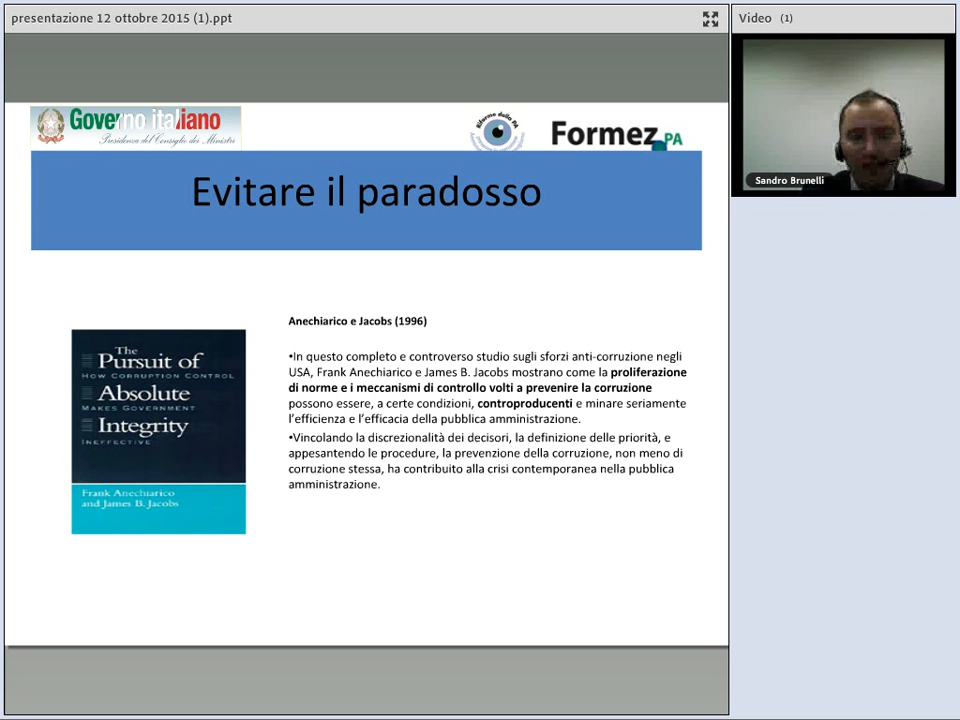 presentazione 12 ottobre 2015 (1).ppt
Video (1)
Governo italiano
Presidenza del Consiglio dei Ministri
Riforme della PA
Formez PA
Sandro Brunelli
Evitare il paradosso
Anechiarico e Jacobs (1996)
•In questo completo e controverso studio sugli sforzi anti-corruzione negli
USA, Frank Anechiarico e James B. Jacobs mostrano come la proliferazione
di norme e i meccanismi di controllo volti a prevenire la corruzione
possono essere, a certe condizioni, controproducenti e minare seriamente
l'efficienza e l'efficacia della pubblica amministrazione.
•Vincolando la discrezionalità dei decisori, la definizione delle priorità, e
appesantendo le procedure, la prevenzione della corruzione, non meno di
corruzione stessa, ha contribuito alla crisi contemporanea nella pubblica
amministrazione.
The
Pursuit of
HOW CORRUPTION CONTROL
Absolute
MAKES GOVERNMENT
Integrity
INEFFECTIVE
Frank Anechiarico
and James B. Jacobs